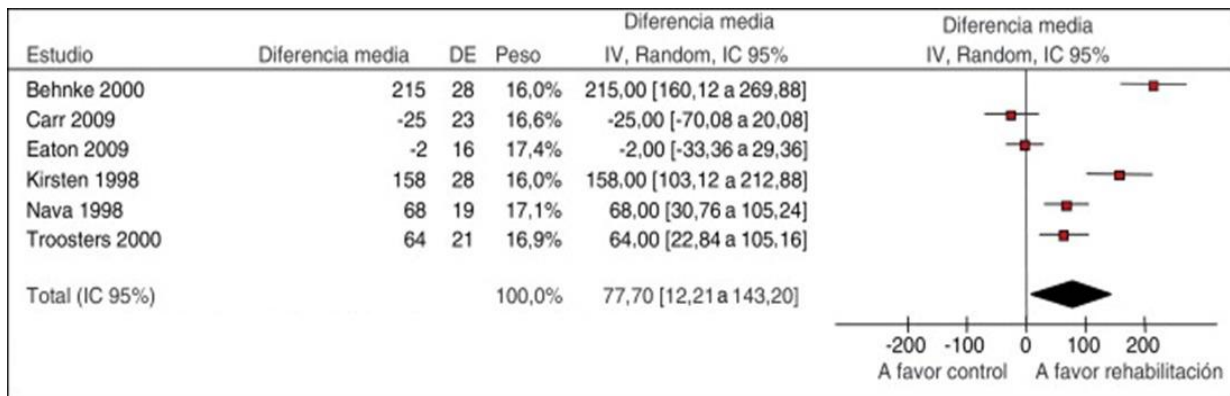 Diferencia media Diferencia media
Estudio Diferencia media DE Peso IV, Random, IC 95% IV, Random, IC 95%
Behnke 2000 215 28 16,0% 215,00 [160,12 a 269,88]
Carr 2009 -25 23 16,6% -25,00 [-70,08 a 20,08]
Eaton 2009 -2 16 17,4% -2,00 [-33,36 a 29,36]
Kirsten 1998 158 28 16,0% 158,00 [103,12 a 212,88]
Nava 1998 68 19 17,1% 68,00 [30,76 a 105,24]
Troosters 2000 64 21 16,9% 64,00 [22,84 a 105,16]
Total (IC 95%) 100,0% 77,70 [12,21 a 143,20]
-200 -100 0 100 200
A favor control A favor rehabilitación